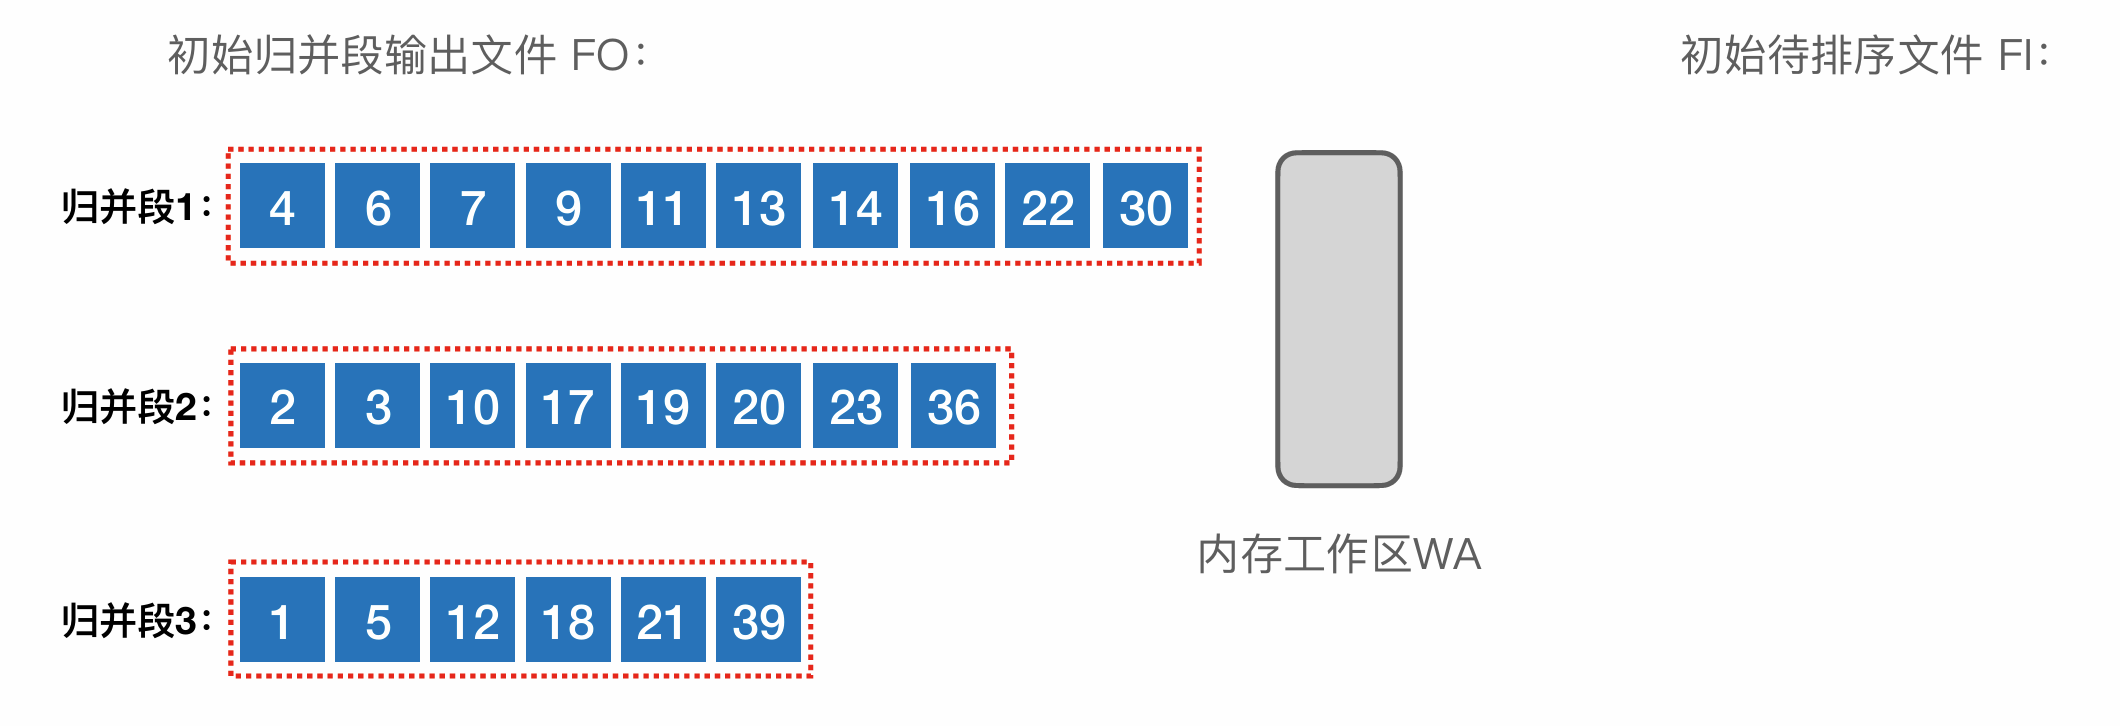 初始归并段输出文件 FO：
初始待排序文件 FI：
归并段1： 4 6 7 9 11 13 14 16 22 30
归并段2： 2 3 10 17 19 20 23 36
内存工作区WA
归并段3： 1 5 12 18 21 39